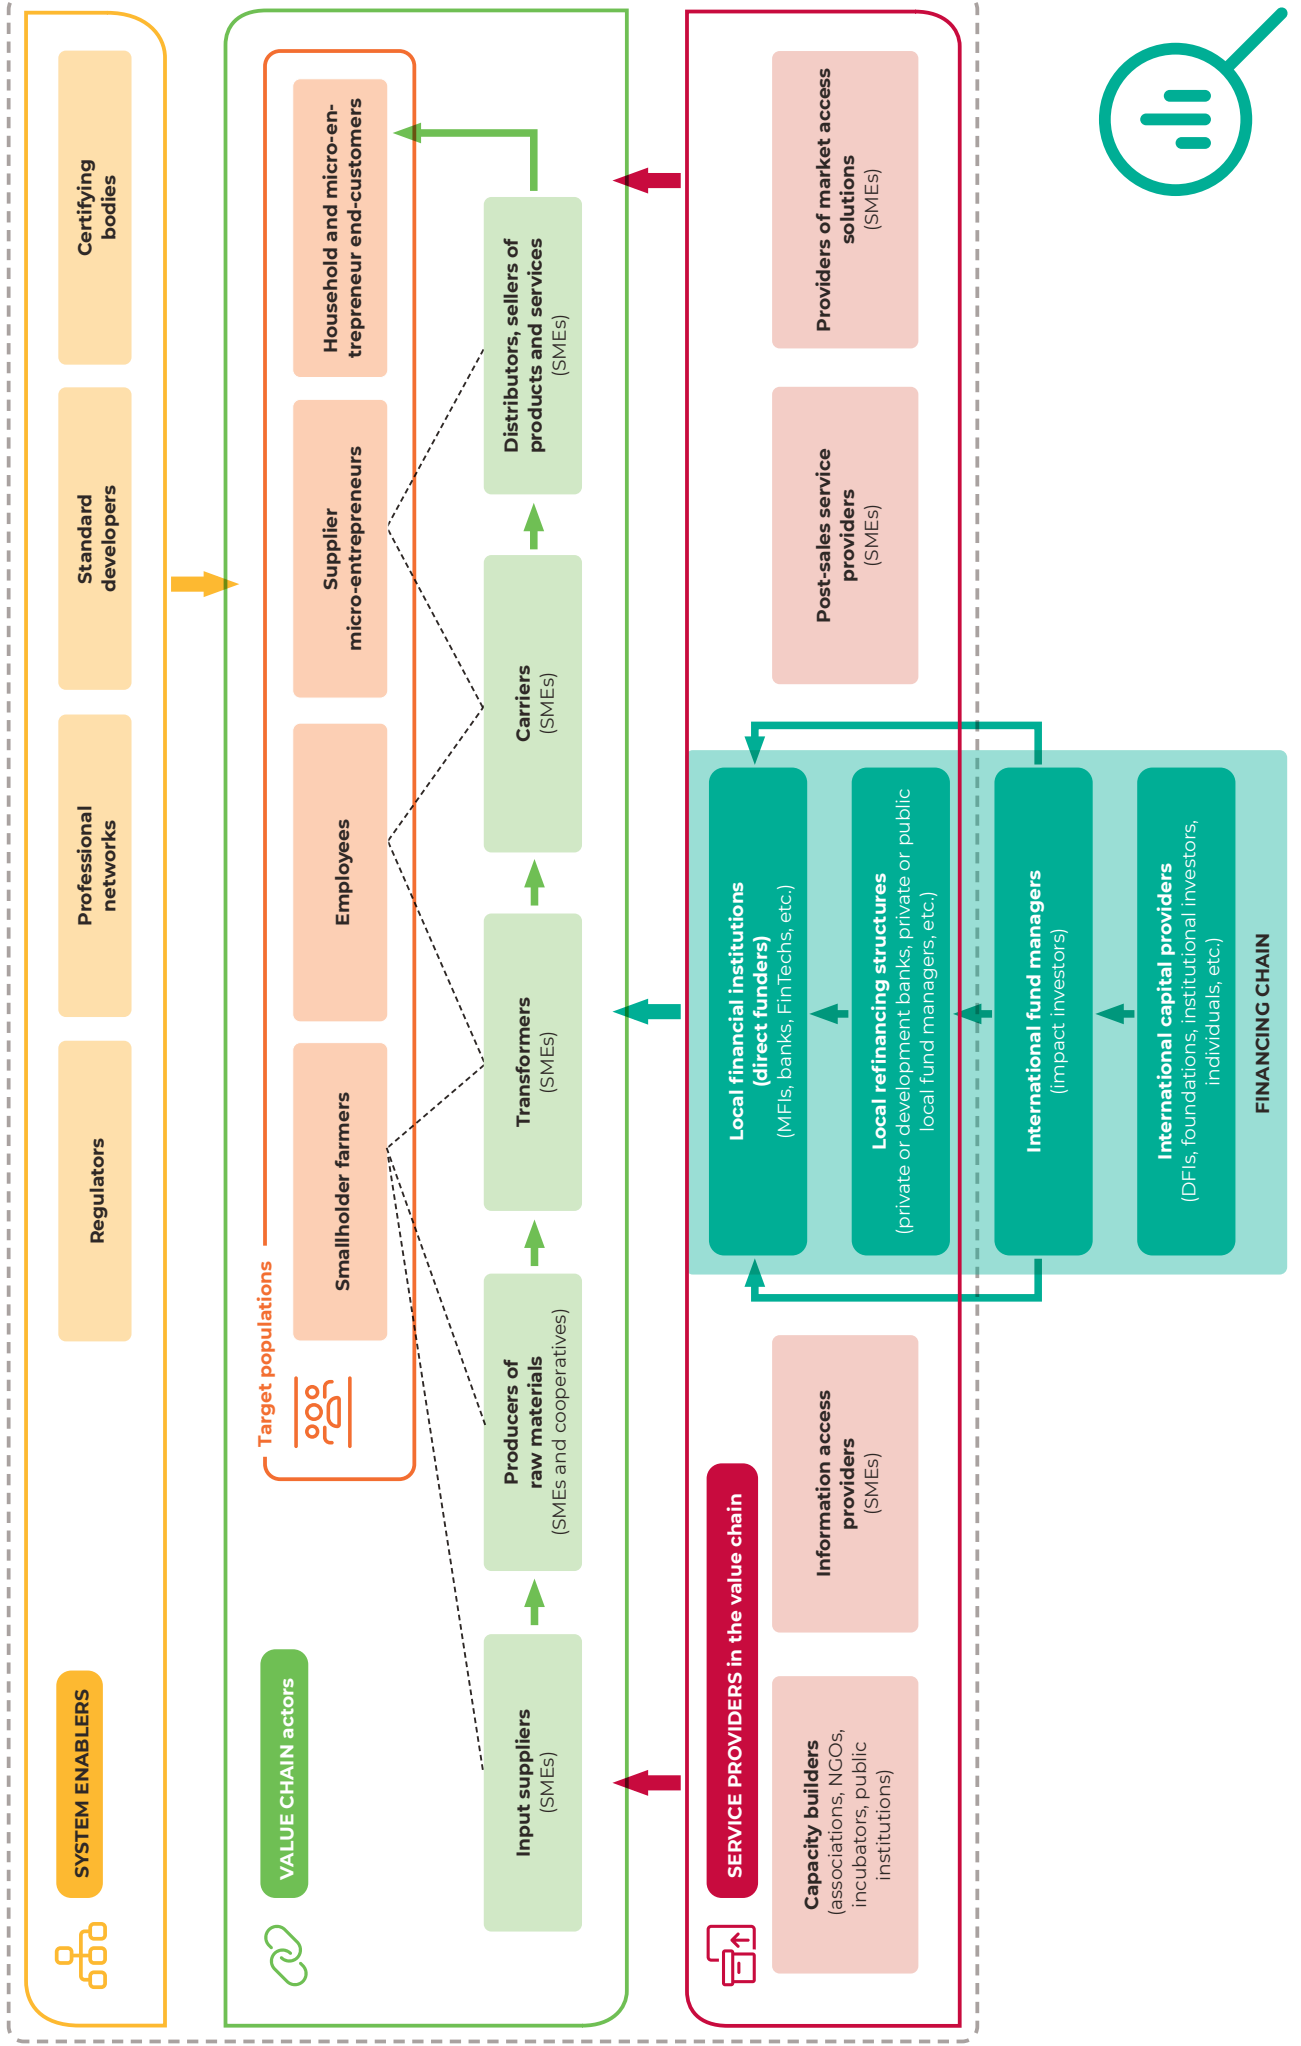 SYSTEM ENABLERS
Regulators
Professional
networks
Standard
developers
Certifying
bodies
VALUE CHAIN actors
Target populations
Smallholder farmers
Employees
Supplier
micro-entrepreneurs
Household and micro-en-
trepreneur end-customers
Input suppliers
(SMEs)
Producers of
raw materials
(SMEs and cooperatives)
Transformers
(SMEs)
Carriers
(SMEs)
Distributors, sellers of
products and services
(SMEs)
SERVICE PROVIDERS in the value chain
Capacity builders
(associations, NGOs,
incubators, public
institutions)
Information access
providers
(SMEs)
Local financial institutions
(direct funders)
(MFIs, banks, FinTechs, etc.)
Local refinancing structures
(private or development banks, private or public
local fund managers, etc.)
International fund managers
(impact investors)
International capital providers
(DFIs, foundations, institutional investors,
individuals, etc.)
FINANCING CHAIN
Post-sales service
providers
(SMEs)
Providers of market access
solutions
(SMEs)